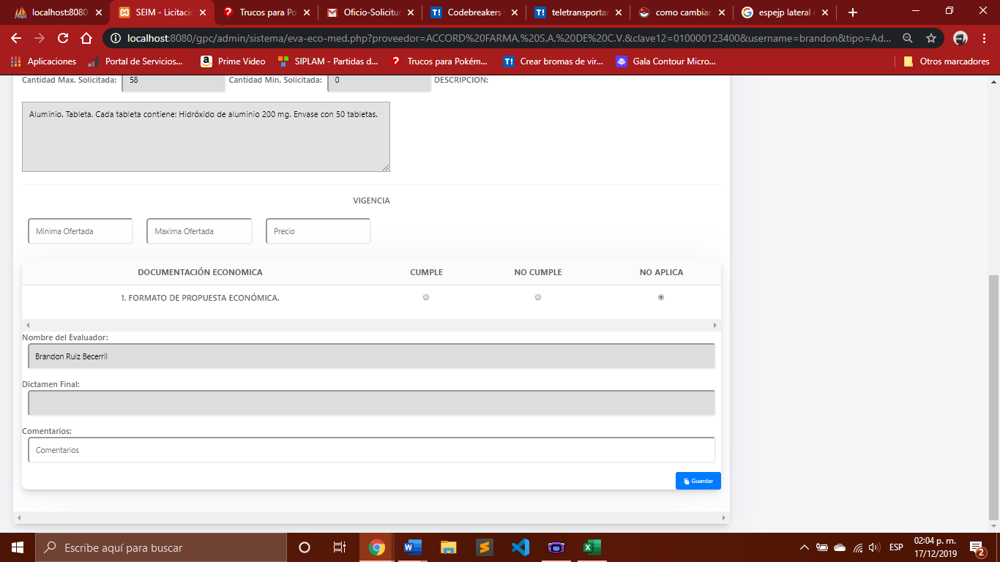 localhost:8080
SEIM - Licitació
Trucos para Po
Oficio-Solicitud
Codebreakers y
teletransportar
como cambiar
espejp lateral i
localhost:8080/gpc/admin/sistema/eva-eco-med.php?proveedor=ACCORD%20FARMA,%20S.A.%20DE%20C.V.&clave12=010000123400&username=brandon&tipo=Ad...
Aplicaciones
Portal de Servicios...
Prime Video
SIPLAM - Partidas d...
Trucos para Pokém...
Crear bromas de vir...
Gala Contour Micro...
Otros marcadores
Cantidad Max. Solicitada: 58 Cantidad Min. Solicitada: 0 DESCRIPCION:
Aluminio. Tableta. Cada tableta contiene: Hidróxido de aluminio 200 mg. Envase con 50 tabletas.
VIGENCIA
Minima Ofertada Maxima Ofertada Precio
DOCUMENTACIÓN ECONOMICA CUMPLE NO CUMPLE NO APLICA
1. FORMATO DE PROPUESTA ECONÓMICA.
Nombre del Evaluador:
Brandon Ruiz Becerril
Dictamen Final:
Comentarios:
Comentarios
Guardar
Escribe aquí para buscar
ESP
02:04 p. m.
17/12/2019
2